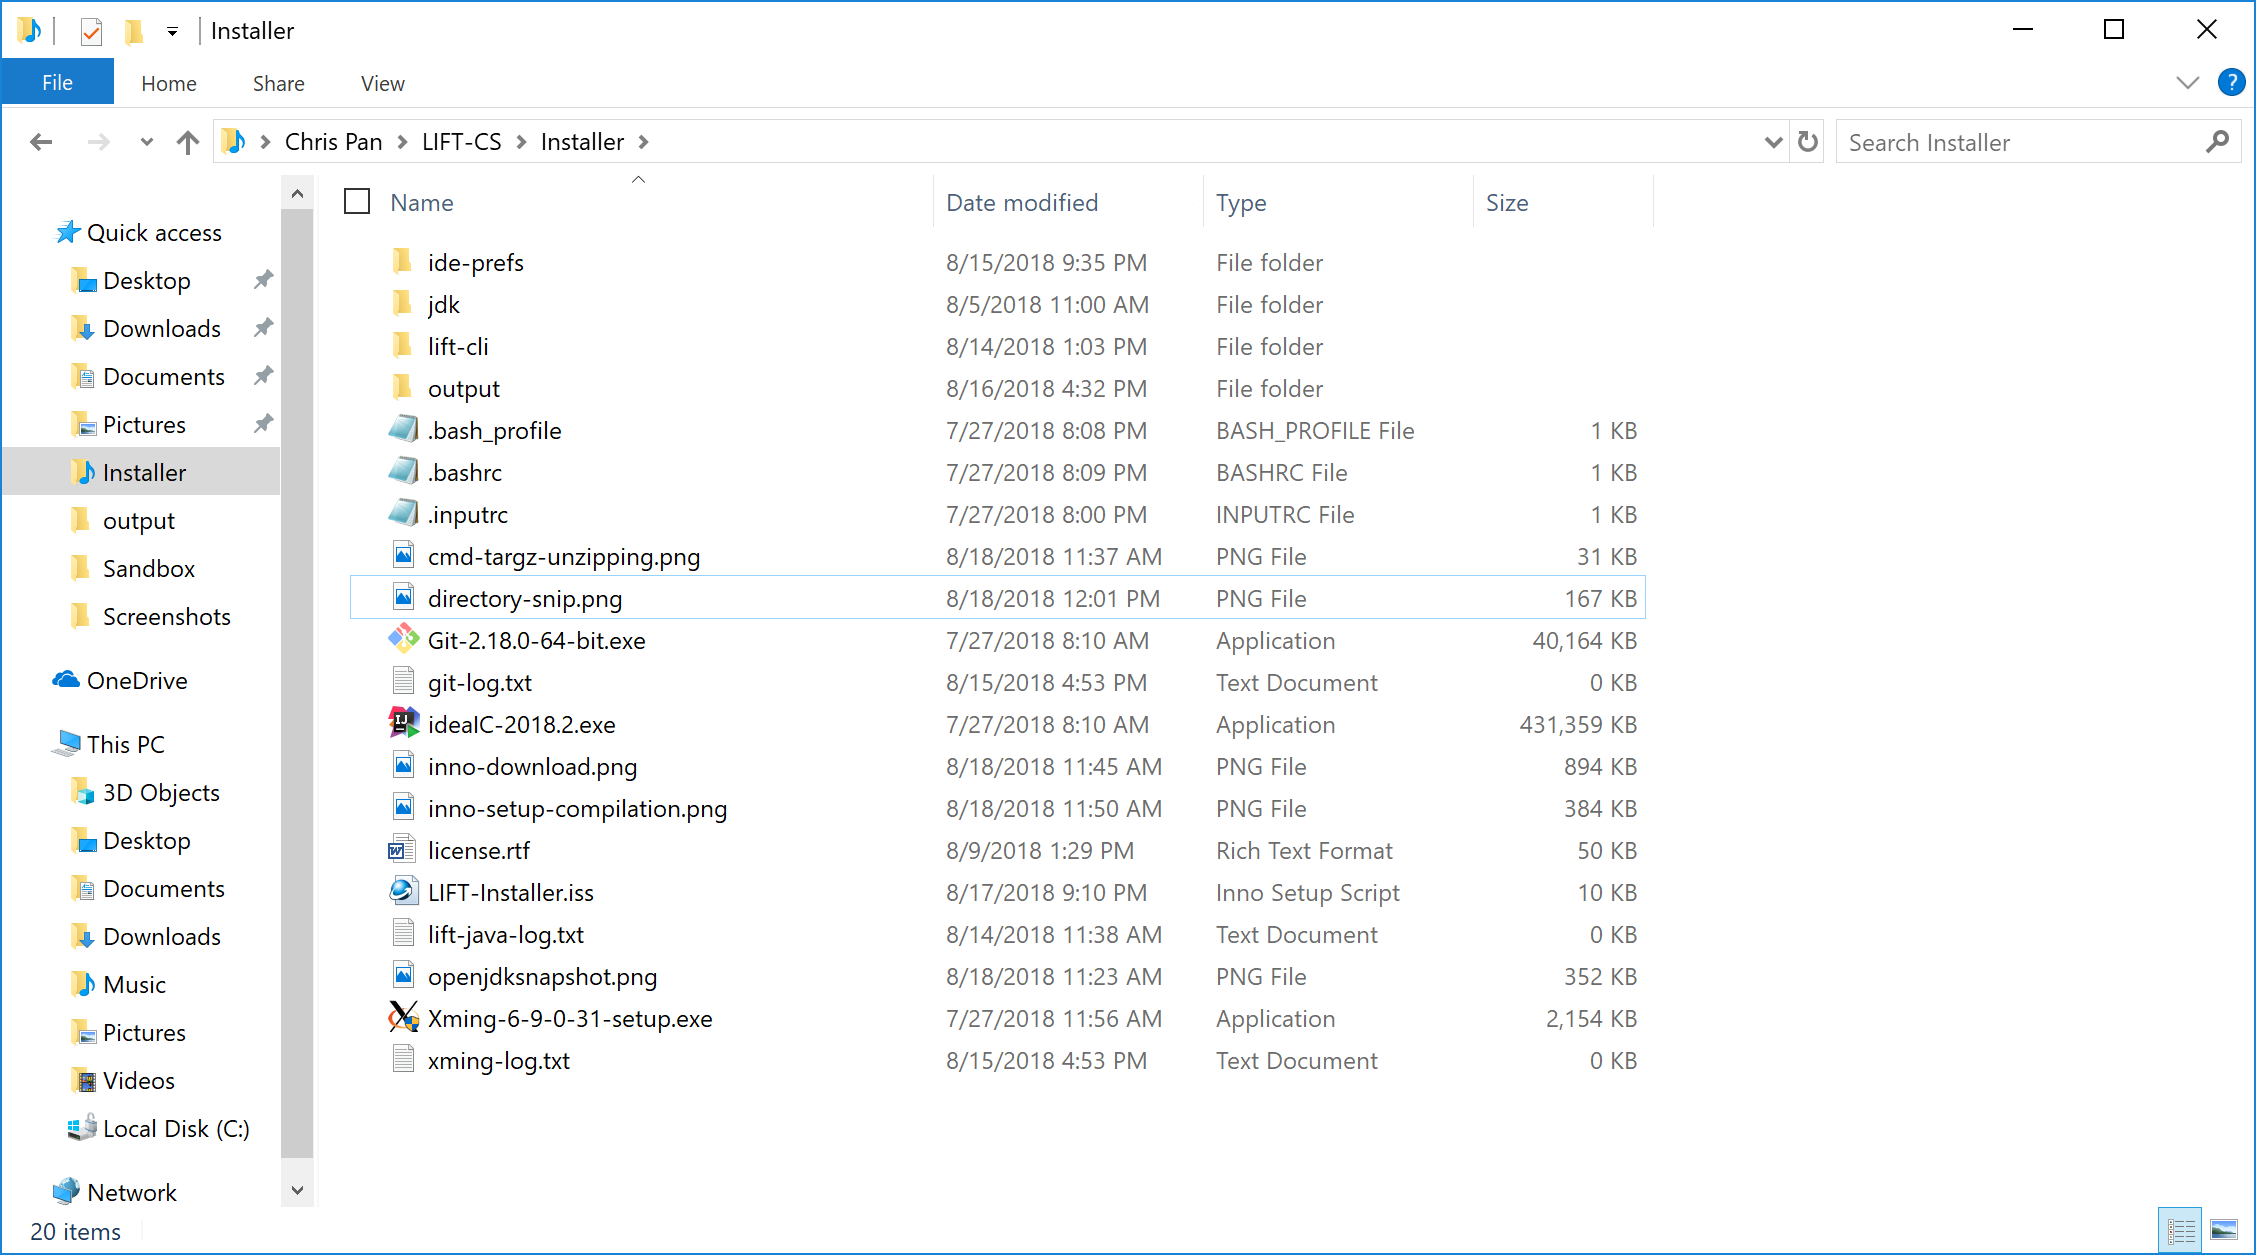 Installer
File Home Share View
Chris Pan LIFT-CS Installer Search Installer
Name Date modified Type Size
Quick access
Desktop
Downloads
Documents
Pictures
Installer
output
Sandbox
Screenshots
OneDrive
This PC
3D Objects
Desktop
Documents
Downloads
Music
Pictures
Videos
Local Disk (C:)
Network
ide-prefs 8/15/2018 9:35 PM File folder
jdk 8/5/2018 11:00 AM File folder
lift-cli 8/14/2018 1:03 PM File folder
output 8/16/2018 4:32 PM File folder
.bash_profile 7/27/2018 8:08 PM BASH_PROFILE File 1 KB
.bashrc 7/27/2018 8:09 PM BASHRC File 1 KB
.inputrc 7/27/2018 8:00 PM INPUTRC File 1 KB
cmd-targz-unzipping.png 8/18/2018 11:37 AM PNG File 31 KB
directory-snip.png 8/18/2018 12:01 PM PNG File 167 KB
Git-2.18.0-64-bit.exe 7/27/2018 8:10 AM Application 40,164 KB
git-log.txt 8/15/2018 4:53 PM Text Document 0 KB
ideaIC-2018.2.exe 7/27/2018 8:10 AM Application 431,359 KB
inno-download.png 8/18/2018 11:45 AM PNG File 894 KB
inno-setup-compilation.png 8/18/2018 11:50 AM PNG File 384 KB
license.rtf 8/9/2018 1:29 PM Rich Text Format 50 KB
LIFT-Installer.iss 8/17/2018 9:10 PM Inno Setup Script 10 KB
lift-java-log.txt 8/14/2018 11:38 AM Text Document 0 KB
openjdksnapshot.png 8/18/2018 11:23 AM PNG File 352 KB
Xming-6-9-0-31-setup.exe 7/27/2018 11:56 AM Application 2,154 KB
xming-log.txt 8/15/2018 4:53 PM Text Document 0 KB
20 items